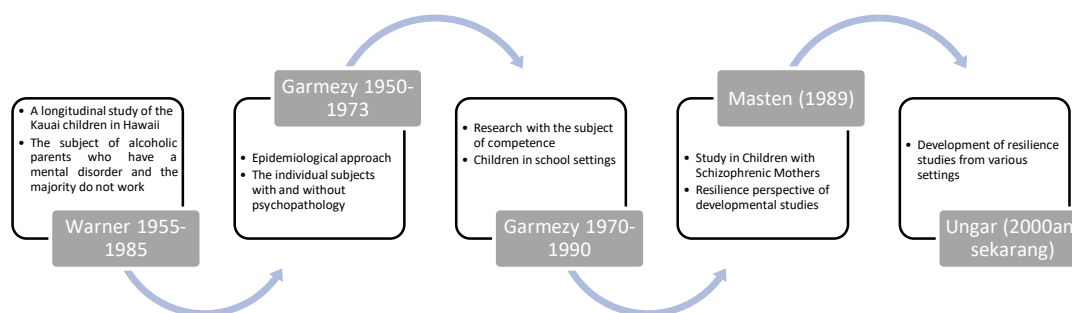 • A longitudinal study of the
Kauai children in Hawaii
• The subject of alcoholic
parents who have a
mental disorder and the
majority do not work
Warner 1955-
1985
Garmezy 1950-
1973
• Epidemiological approach
• The individual subjects
with and without
psychopathology
• Research with the subject
of competence
• Children in school settings
Garmezy 1970-
1990
Masten (1989)
• Study in Children with
Schizophrenic Mothers
• Resilience perspective of
developmental studies
• Development of resilience
studies from various
settings
Ungar (2000an
sekarang)